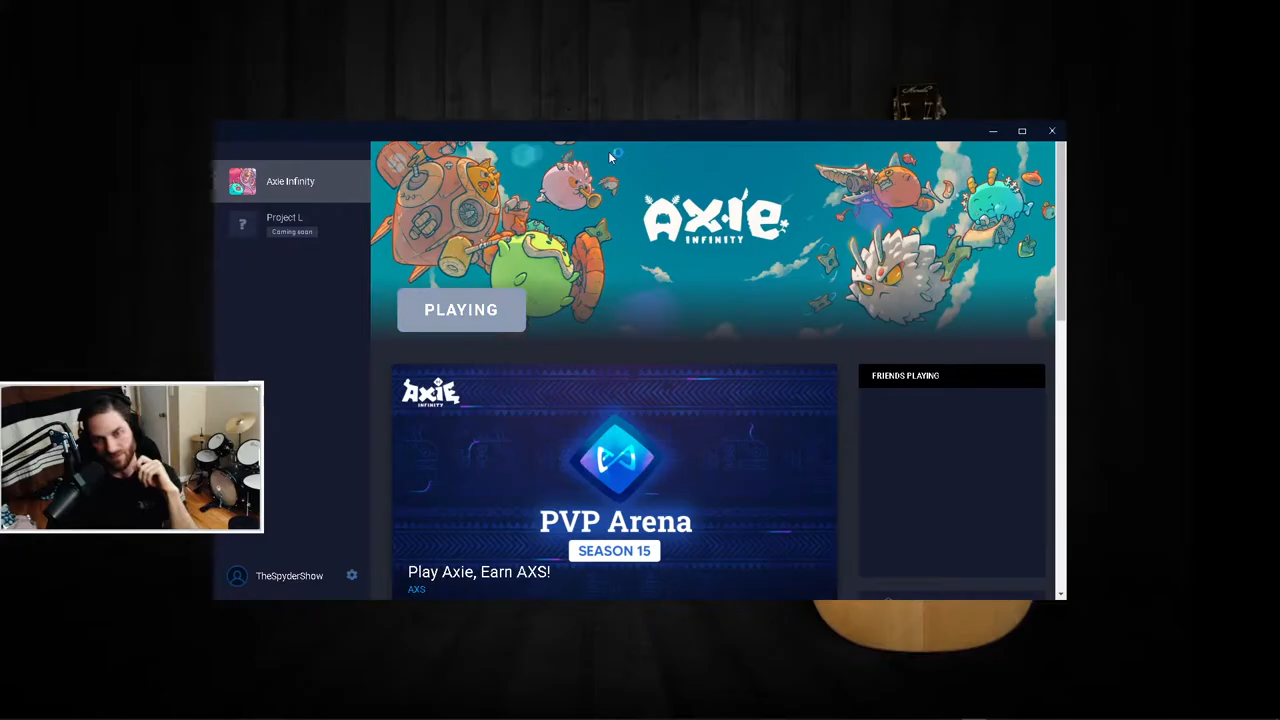 Axie Infinity
Project L
?
Coming soon
AXIE
INFINITY
PLAYING
FRIENDS PLAYING
AXIE
INFINITY
PVP Arena
SEASON 15
Play Axie, Earn AXS!
AXS
TheSpyderShow